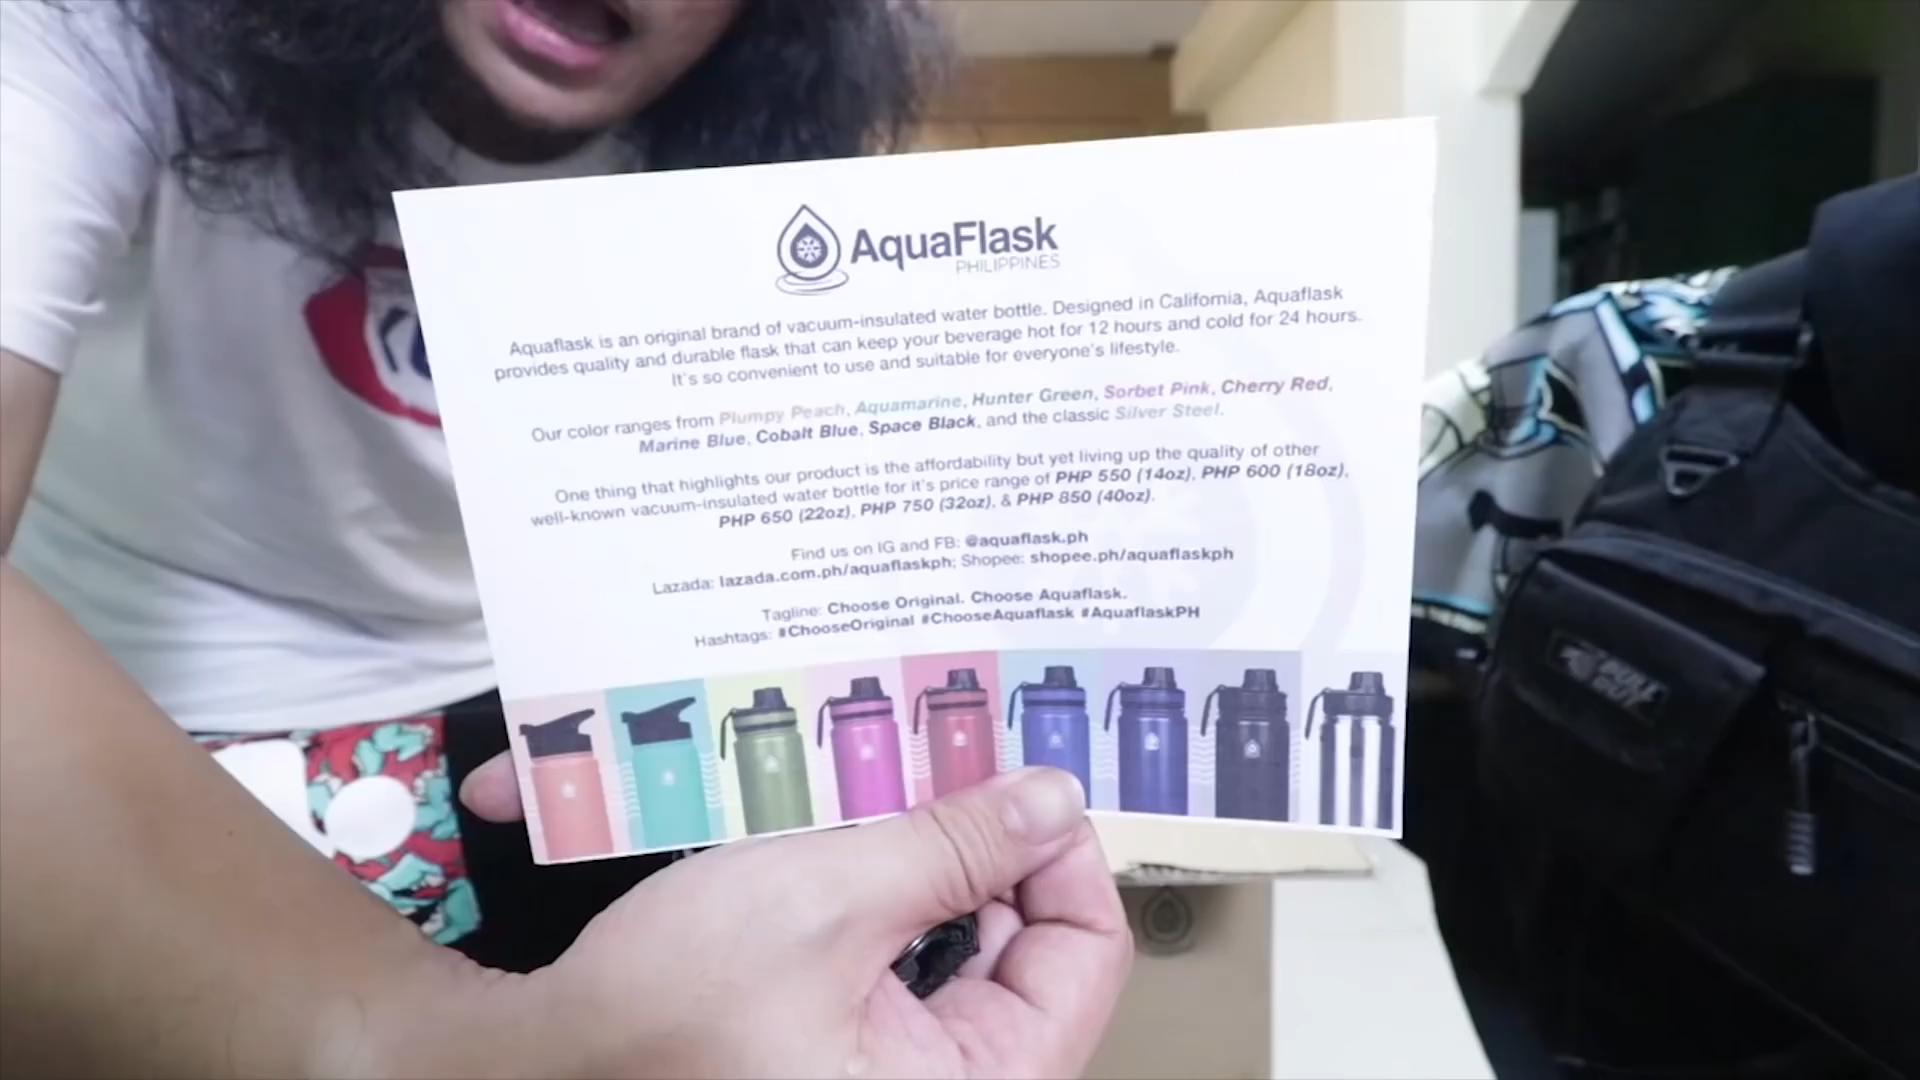 AquaFlask
PHILIPPINES
Aquaflask is an original brand of vacuum-insulated water bottle. Designed in California, Aquaflask
provides quality and durable flask that can keep your beverage hot for 12 hours and cold for 24 hours.
It's so convenient to use and suitable for everyone's lifestyle.
Our color ranges from Plumpy Peach, Aquamarine, Hunter Green, Sorbet Pink, Cherry Red,
Marine Blue, Cobalt Blue, Space Black, and the classic Silver Steel.
One thing that highlights our product is the affordability but yet living up the quality of other
well-known vacuum-insulated water bottle for it's price range of PHP 550 (14oz), PHP 600 (18oz),
PHP 650 (22oz), PHP 750 (32oz), & PHP 850 (40oz).
Find us on IG and FB: @aquaflask.ph
Lazada: lazada.com.ph/aquaflaskph; Shopee: shopee.ph/aquaflaskph
Tagline: Choose Original. Choose Aquaflask.
Hashtags: #ChooseOriginal #ChooseAquaflask #AquaflaskPH